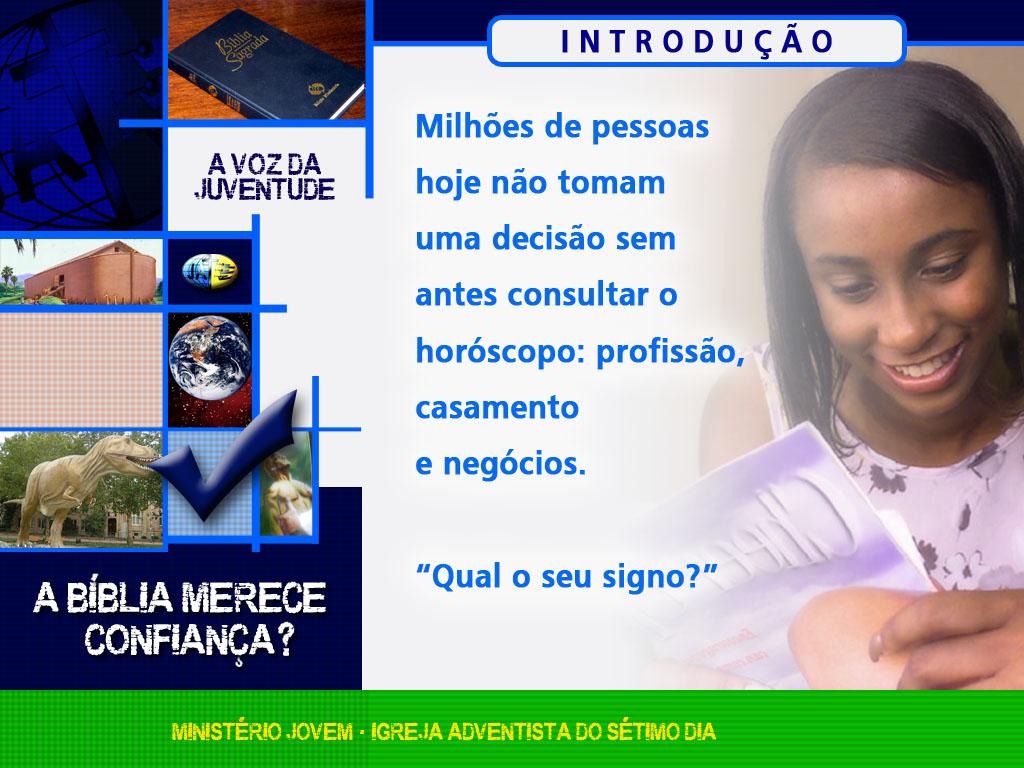 INTRODUÇÃO
Bíblia
Sagrada
A VOZ DA
JUVENTUDE
Milhões de pessoas
hoje não tomam
uma decisão sem
antes consultar o
horóscopo: profissão,
casamento
e negócios.
“Qual o seu signo?”
A BÍBLIA MERECE
CONFIANÇA?
MINISTÉRIO JOVEM - IGREJA ADVENTISTA DO SÉTIMO DIA